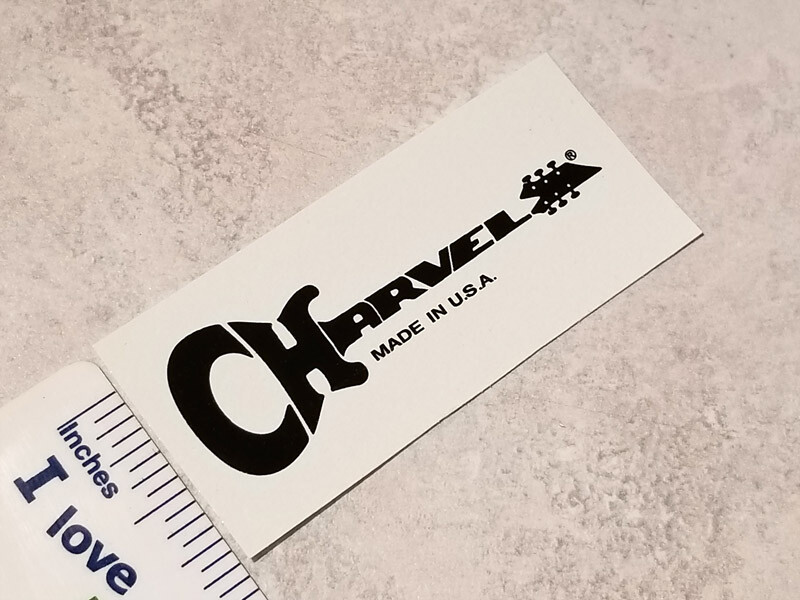 CHARVEL®
MADE IN U.S.A.
Inches
I love